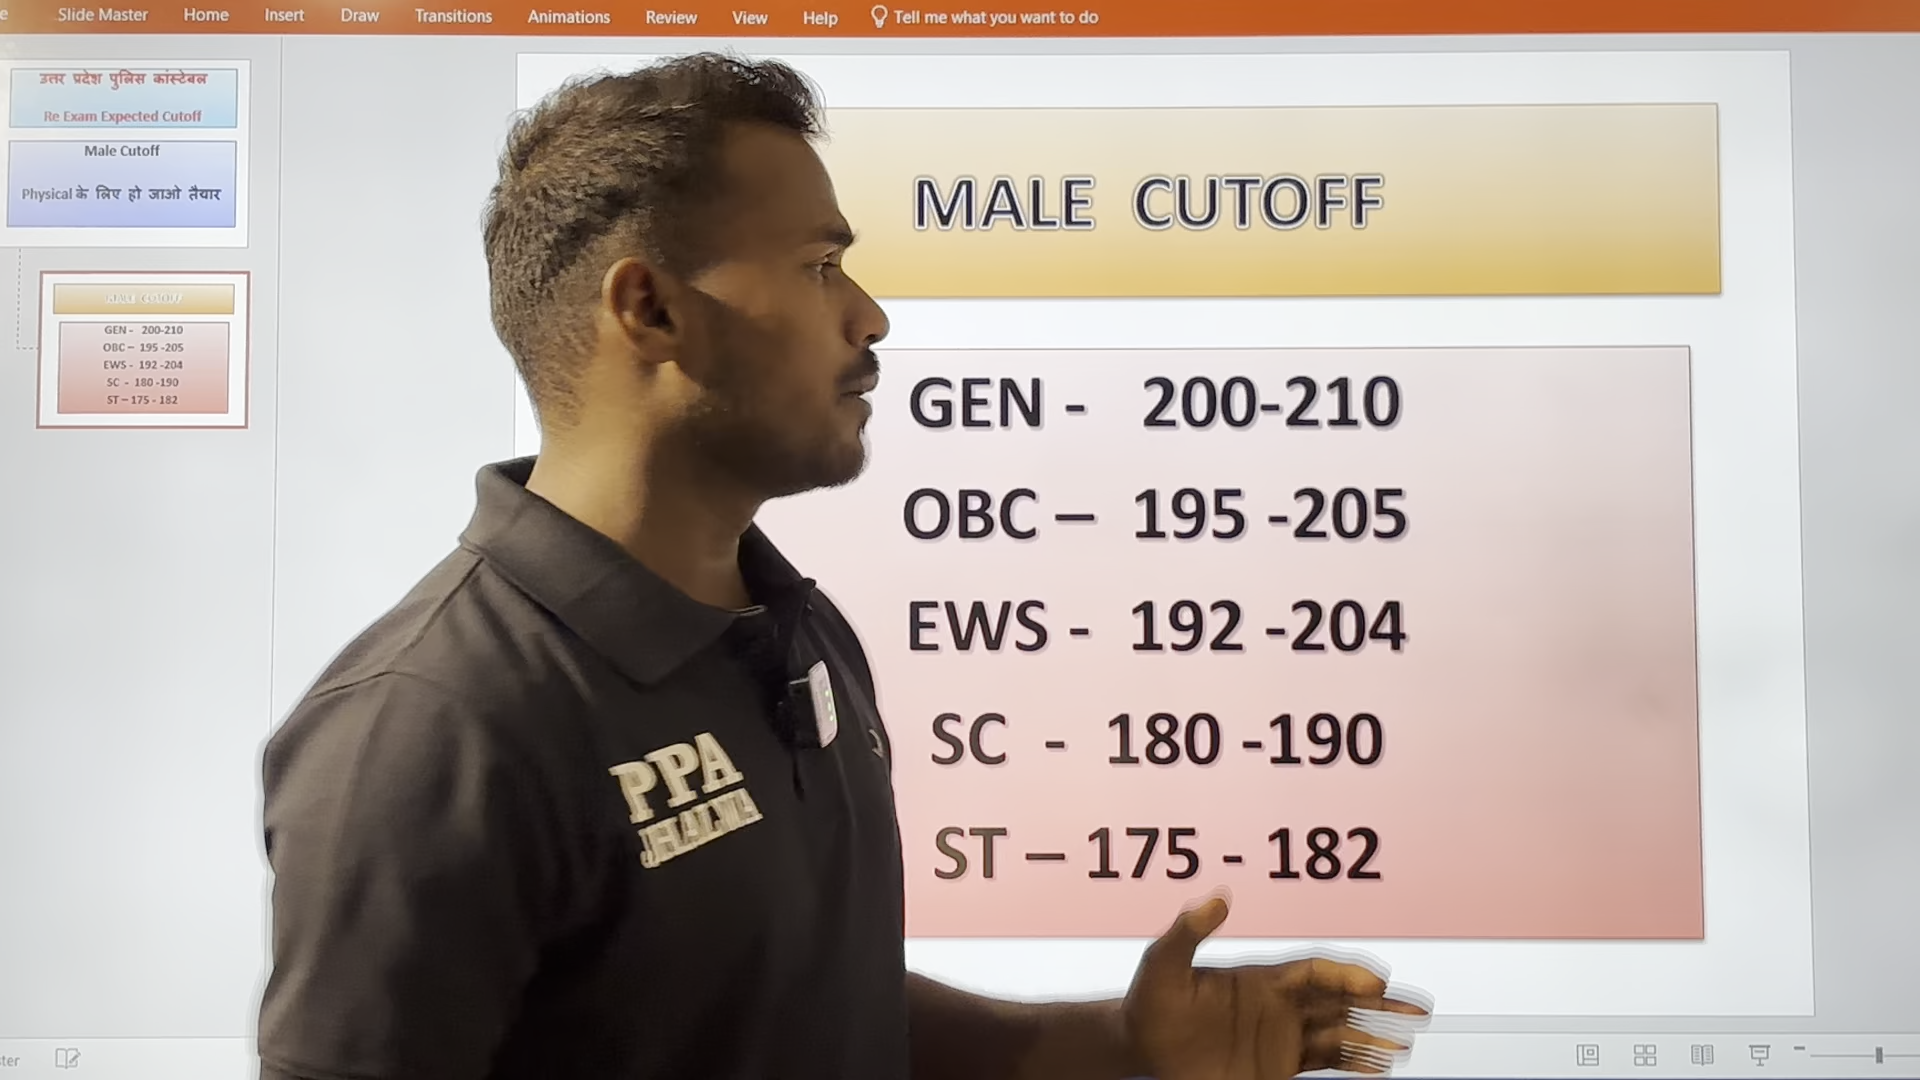 Slide Master Home Insert Draw Transitions Animations Review View Help Tell me what you want to do
उत्तर प्रदेश पुलिस कांस्टेबल
Re Exam Expected Cutoff
Male Cutoff
Physical के लिए हो जाओ तैयार
MALE CUTOFF
GEN - 200-210
OBC – 195 -205
EWS - 192 -204
SC - 180 -190
ST – 175 - 182
MALE CUTOFF
GEN - 200-210
OBC – 195 -205
EWS - 192 -204
SC - 180 -190
ST – 175 - 182
PPA
JHALWA